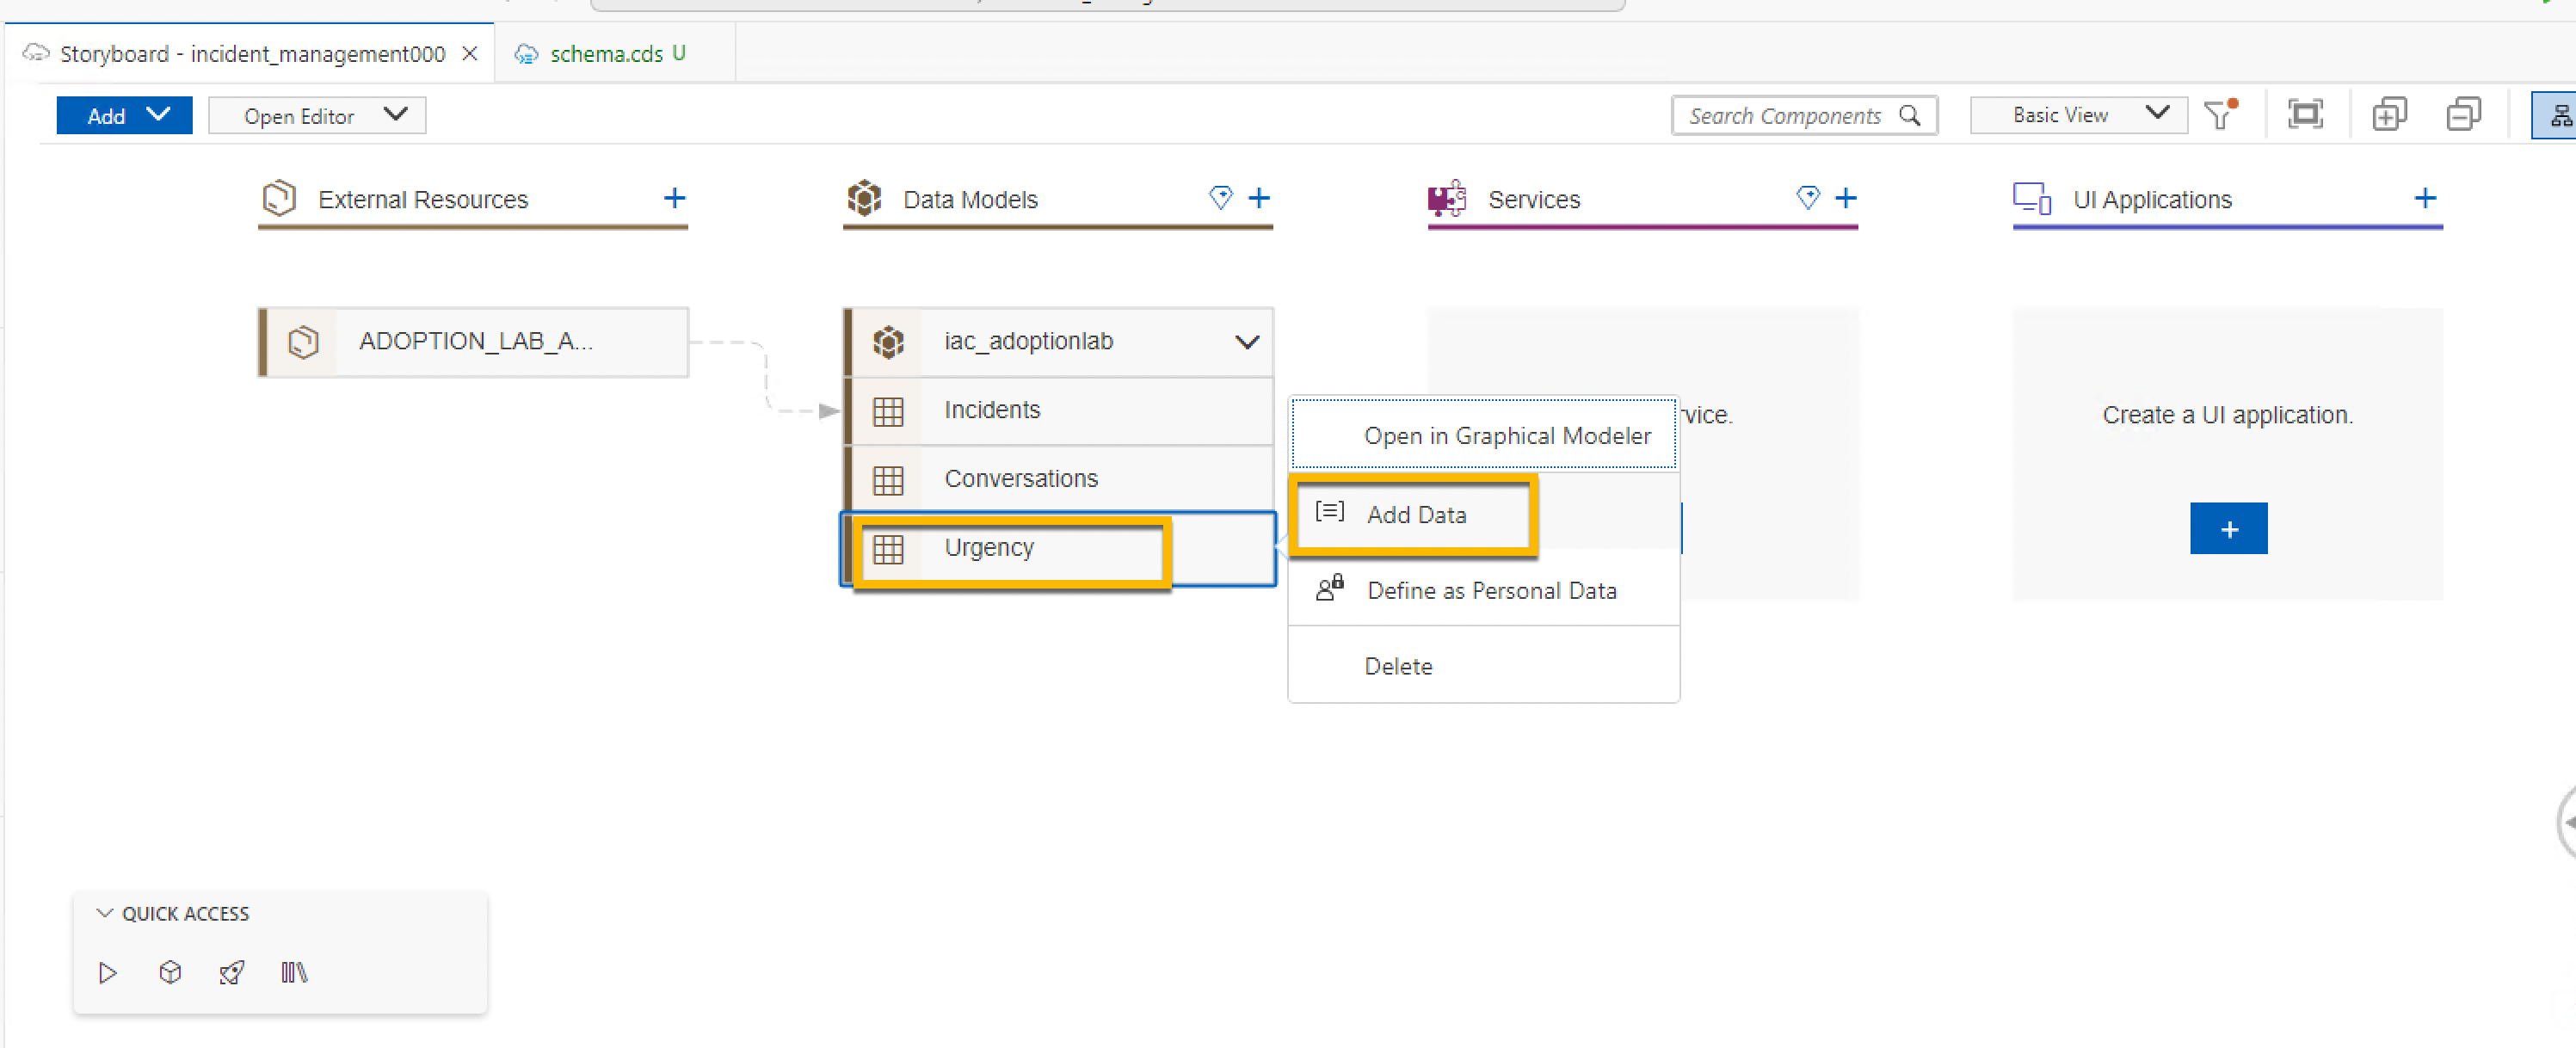 Storyboard - incident_management000
schema.cds U
Add
Open Editor
Search Components
Basic View
External Resources
Data Models
Services
UI Applications
ADOPTION_LAB_A...
iac_adoptionlab
Incidents
Conversations
Urgency
Open in Graphical Modeler
Add Data
Define as Personal Data
Delete
vice.
Create a UI application.
QUICK ACCESS